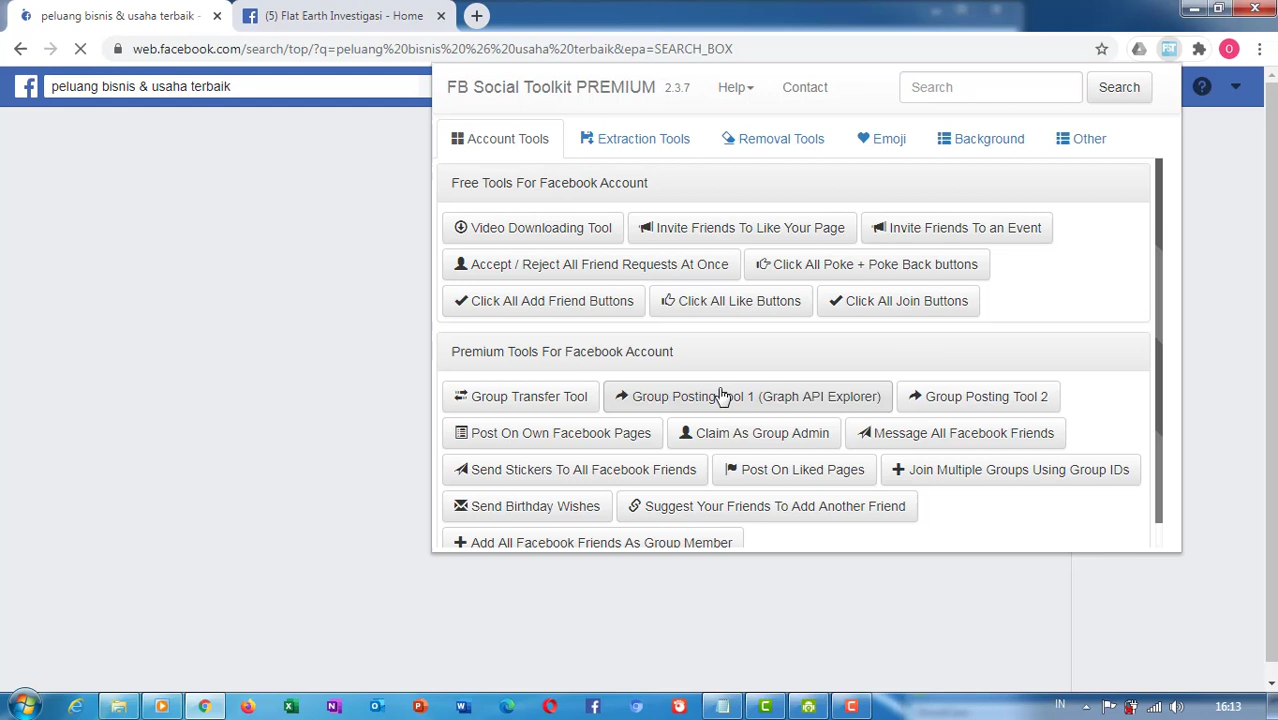 peluang bisnis & usaha terbaik -
(5) Flat Earth Investigasi - Home
web.facebook.com/search/top/?q=peluang%20bisnis%20%26%20usaha%20terbaik&epa=SEARCH_BOX
O
peluang bisnis & usaha terbaik
FB Social Toolkit PREMIUM 2.3.7 Help Contact Search Search
Account Tools Extraction Tools Removal Tools Emoji Background Other
Free Tools For Facebook Account
Video Downloading Tool Invite Friends To Like Your Page Invite Friends To an Event
Accept / Reject All Friend Requests At Once Click All Poke + Poke Back buttons
Click All Add Friend Buttons Click All Like Buttons Click All Join Buttons
Premium Tools For Facebook Account
Group Transfer Tool Group Posting Tool 1 (Graph API Explorer) Group Posting Tool 2
Post On Own Facebook Pages Claim As Group Admin Message All Facebook Friends
Send Stickers To All Facebook Friends Post On Liked Pages Join Multiple Groups Using Group IDs
Send Birthday Wishes Suggest Your Friends To Add Another Friend
Add All Facebook Friends As Group Member
IN 16:13